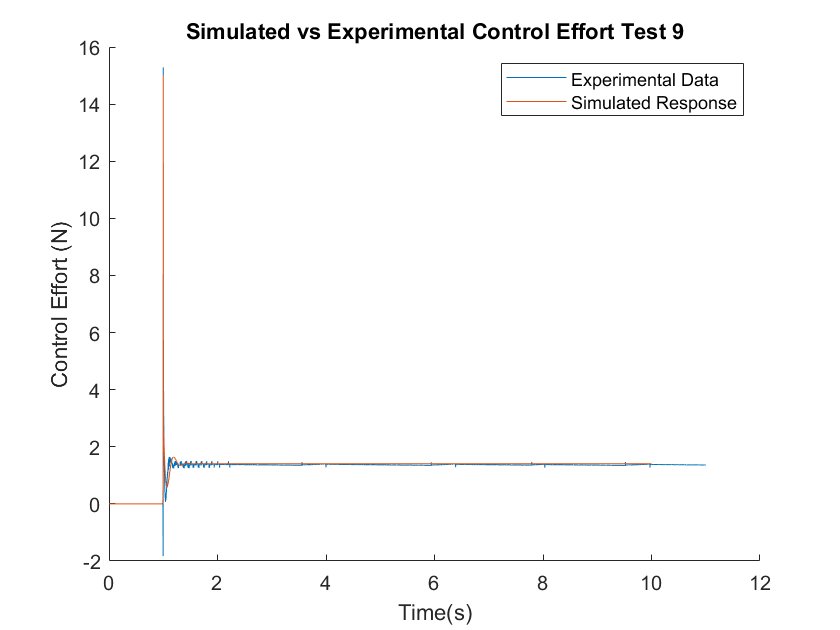 Simulated vs Experimental Control Effort Test 9
16
14
12
10
8
6
4
2
0
-2
Control Effort (N)
Experimental Data
Simulated Response
0 2 4 6 8 10 12
Time(s)